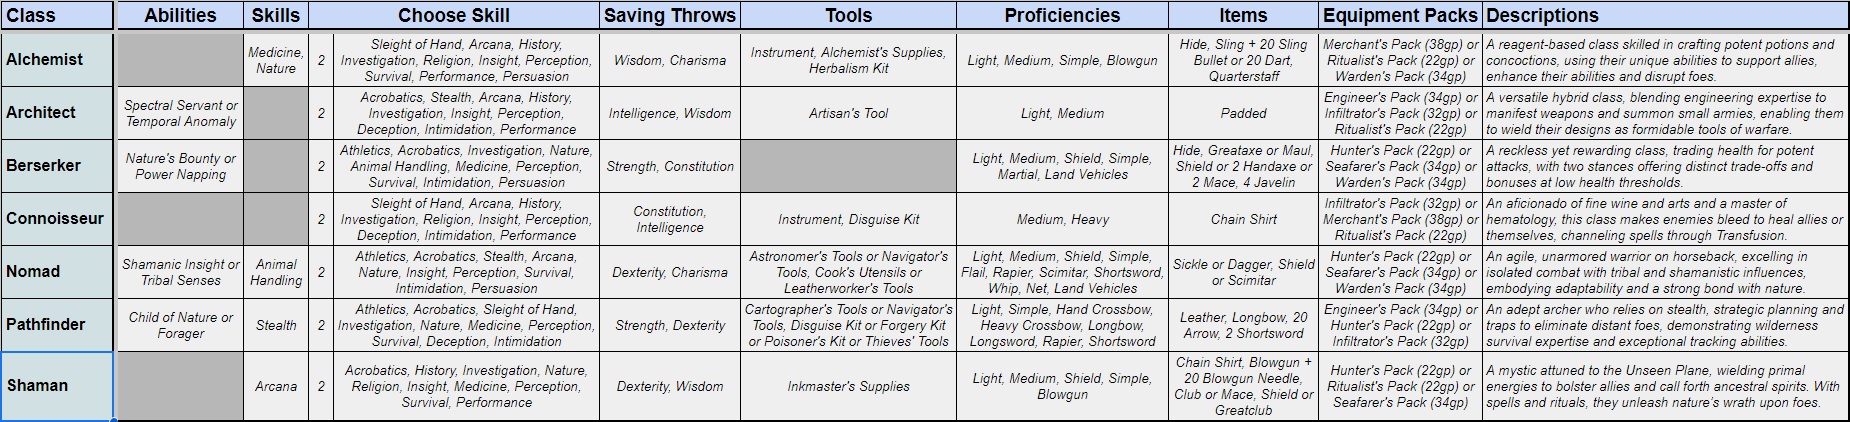 Class Abilities Skills Choose Skill Saving Throws Tools Proficiencies Items Equipment Packs Descriptions
Alchemist
Medicine,
Nature
2
Sleight of Hand, Arcana, History,
Investigation, Religion, Insight, Perception,
Survival, Performance, Persuasion
Wisdom, Charisma
Instrument, Alchemist's Supplies,
Herbalism Kit
Light, Medium, Simple, Blowgun
Hide, Sling + 20 Sling
Bullet or 20 Dart,
Quarterstaff
Merchant's Pack (38gp) or
Ritualist's Pack (22gp) or
Warden's Pack (34gp)
A reagent-based class skilled in crafting potent potions and
concoctions, using their unique abilities to support allies,
enhance their abilities and disrupt foes.
Architect
Spectral Servant or
Temporal Anomaly
2
Acrobatics, Stealth, Arcana, History,
Investigation, Insight, Perception,
Deception, Intimidation, Performance
Intelligence, Wisdom
Artisan's Tool
Light, Medium
Padded
Engineer's Pack (34gp) or
Infiltrator's Pack (32gp) or
Ritualist's Pack (22gp)
A versatile hybrid class, blending engineering expertise to
manifest weapons and summon small armies, enabling them
to wield their designs as formidable tools of warfare.
Berserker
Nature's Bounty or
Power Napping
2
Athletics, Acrobatics, Investigation, Nature,
Animal Handling, Medicine, Perception,
Survival, Intimidation, Persuasion
Strength, Constitution
Light, Medium, Shield, Simple,
Martial, Land Vehicles
Hide, Greataxe or Maul,
Shield or 2 Handaxe or
2 Mace, 4 Javelin
Hunter's Pack (22gp) or
Seafarer's Pack (34gp) or
Warden's Pack (34gp)
A reckless yet rewarding class, trading health for potent
attacks, with two stances offering distinct trade-offs and
bonuses at low health thresholds.
Connoisseur
2
Sleight of Hand, Arcana, History,
Investigation, Religion, Insight, Perception,
Deception, Intimidation, Performance
Constitution,
Intelligence
Instrument, Disguise Kit
Medium, Heavy
Chain Shirt
Infiltrator's Pack (32gp) or
Merchant's Pack (38gp) or
Ritualist's Pack (22gp)
An aficionado of fine wine and arts and a master of
hematology, this class makes enemies bleed to heal allies or
themselves, channeling spells through Transfusion.
Nomad
Shamanic Insight or
Tribal Senses
Animal
Handling
2
Athletics, Acrobatics, Stealth, Arcana,
Nature, Insight, Perception, Survival,
Intimidation, Persuasion
Dexterity, Charisma
Astronomer's Tools or Navigator's
Tools, Cook's Utensils or
Leatherworker's Tools
Light, Medium, Shield, Simple,
Flail, Rapier, Scimitar, Shortsword,
Whip, Net, Land Vehicles
Sickle or Dagger, Shield
or Scimitar
Hunter's Pack (22gp) or
Seafarer's Pack (34gp) or
Warden's Pack (34gp)
An agile, unarmored warrior on horseback, excelling in
isolated combat with tribal and shamanistic influences,
embodying adaptability and a strong bond with nature.
Pathfinder
Child of Nature or
Forager
Stealth
2
Athletics, Acrobatics, Sleight of Hand,
Investigation, Nature, Medicine, Perception,
Survival, Deception, Intimidation
Strength, Dexterity
Cartographer's Tools or Navigator's
Tools, Disguise Kit or Forgery Kit
or Poisoner's Kit or Thieves' Tools
Light, Simple, Hand Crossbow,
Heavy Crossbow, Longbow,
Longsword, Rapier, Shortsword
Leather, Longbow, 20
Arrow, 2 Shortsword
Engineer's Pack (34gp) or
Hunter's Pack (22gp) or
Infiltrator's Pack (32gp)
An adept archer who relies on stealth, strategic planning and
traps to eliminate distant foes, demonstrating wilderness
survival expertise and exceptional tracking abilities.
Shaman
Arcana
2
Acrobatics, History, Investigation, Nature,
Religion, Insight, Medicine, Perception,
Survival, Performance
Dexterity, Wisdom
Inkmaster's Supplies
Light, Medium, Shield, Simple,
Blowgun
Chain Shirt, Blowgun +
20 Blowgun Needle,
Club or Mace, Shield or
Greatclub
Hunter's Pack (22gp) or
Ritualist's Pack (22gp) or
Seafarer's Pack (34gp)
A mystic attuned to the Unseen Plane, wielding primal
energies to bolster allies and call forth ancestral spirits. With
spells and rituals, they unleash nature's wrath upon foes.